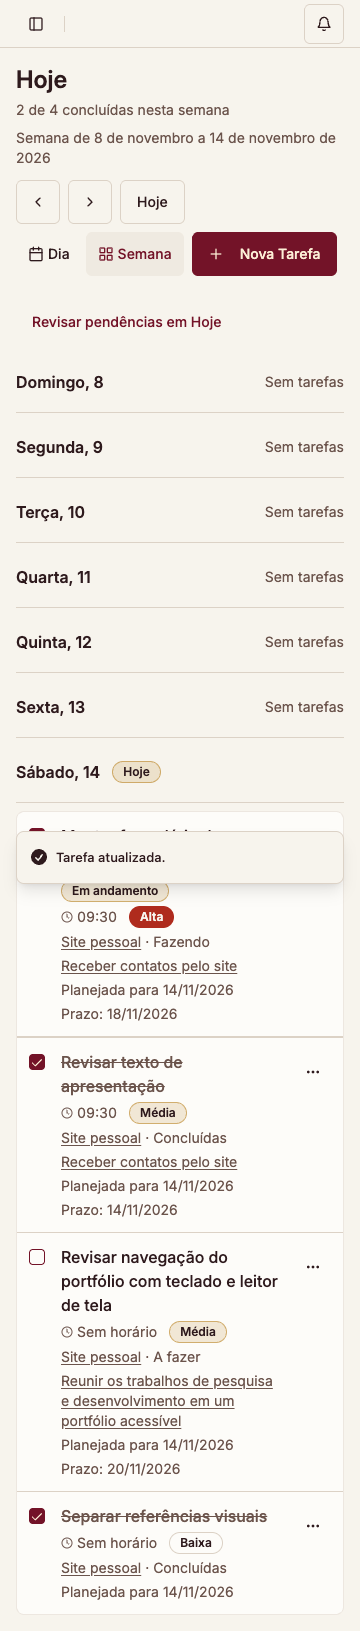 Hoje
2 de 4 concluídas nesta semana
Semana de 8 de novembro a 14 de novembro de
2026
Hoje
Dia
Semana
Nova Tarefa
Revisar pendências em Hoje
Domingo, 8
Sem tarefas
Segunda, 9
Sem tarefas
Terça, 10
Sem tarefas
Quarta, 11
Sem tarefas
Quinta, 12
Sem tarefas
Sexta, 13
Sem tarefas
Sábado, 14
Hoje
Tarefa atualizada.
Em andamento
09:30
Alta
Site pessoal · Fazendo
Receber contatos pelo site
Planejada para 14/11/2026
Prazo: 18/11/2026
Revisar texto de
apresentação
09:30
Média
Site pessoal · Concluídas
Receber contatos pelo site
Planejada para 14/11/2026
Prazo: 14/11/2026
Revisar navegação do
portfólio com teclado e leitor
de tela
Sem horário
Média
Site pessoal · A fazer
Reunir os trabalhos de pesquisa
e desenvolvimento em um
portfólio acessível
Planejada para 14/11/2026
Prazo: 20/11/2026
Separar referências visuais
Sem horário
Baixa
Site pessoal · Concluídas
Planejada para 14/11/2026